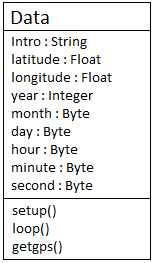 Data
Intro : String
latitude : Float
longitude : Float
year : Integer
month : Byte
day : Byte
hour : Byte
minute : Byte
second : Byte
setup()
loop()
getgps()